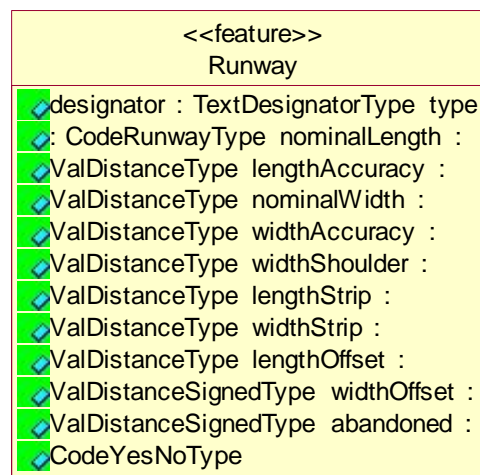 <<feature>>
Runway
designator : TextDesignatorType type
: CodeRunwayType nominalLength :
ValDistanceType lengthAccuracy :
ValDistanceType nominalWidth :
ValDistanceType widthAccuracy :
ValDistanceType widthShoulder :
ValDistanceType lengthStrip :
ValDistanceType widthStrip :
ValDistanceType lengthOffset :
ValDistanceSignedType widthOffset :
ValDistanceSignedType abandoned :
CodeYesNoType